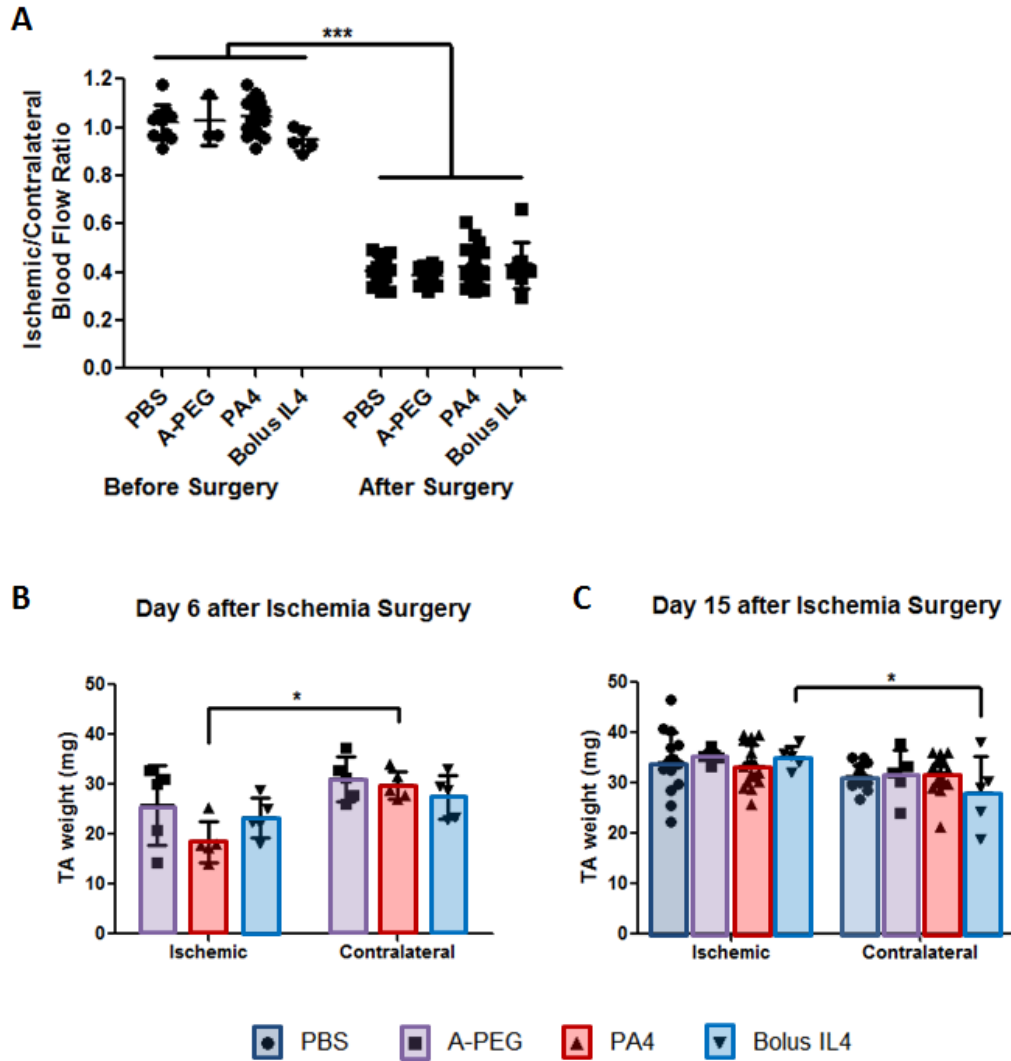 A
***
Ischemic/Contralateral
Blood Flow Ratio
1.2
1.0
0.8
0.6
0.4
0.2
0.0
PBS
A-PEG
PA4
Bolus IL4
PBS
A-PEG
PA4
Bolus IL4
Before Surgery
After Surgery
B
Day 6 after Ischemia Surgery
*
TA weight (mg)
50
40
30
20
10
0
Ischemic
Contralateral
C
Day 15 after Ischemia Surgery
*
TA weight (mg)
50
40
30
20
10
0
Ischemic
Contralateral
PBS
A-PEG
PA4
Bolus IL4